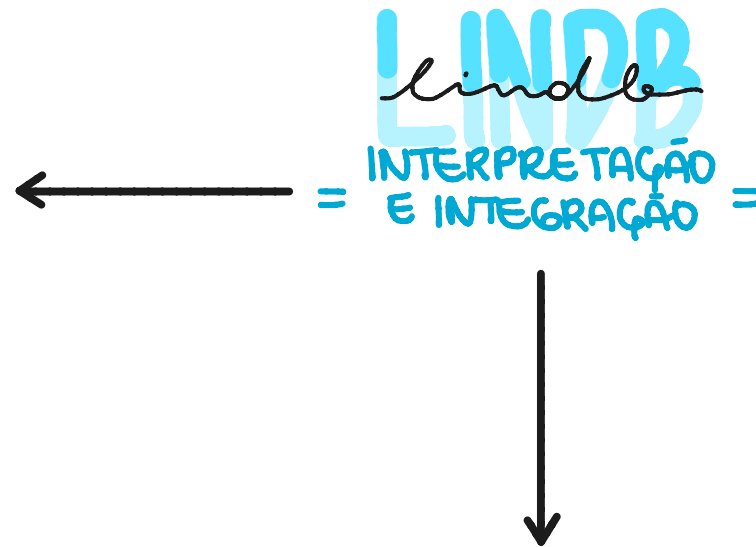 LINDB
lindb
= INTERPRETAÇÃO
E INTEGRAÇÃO =